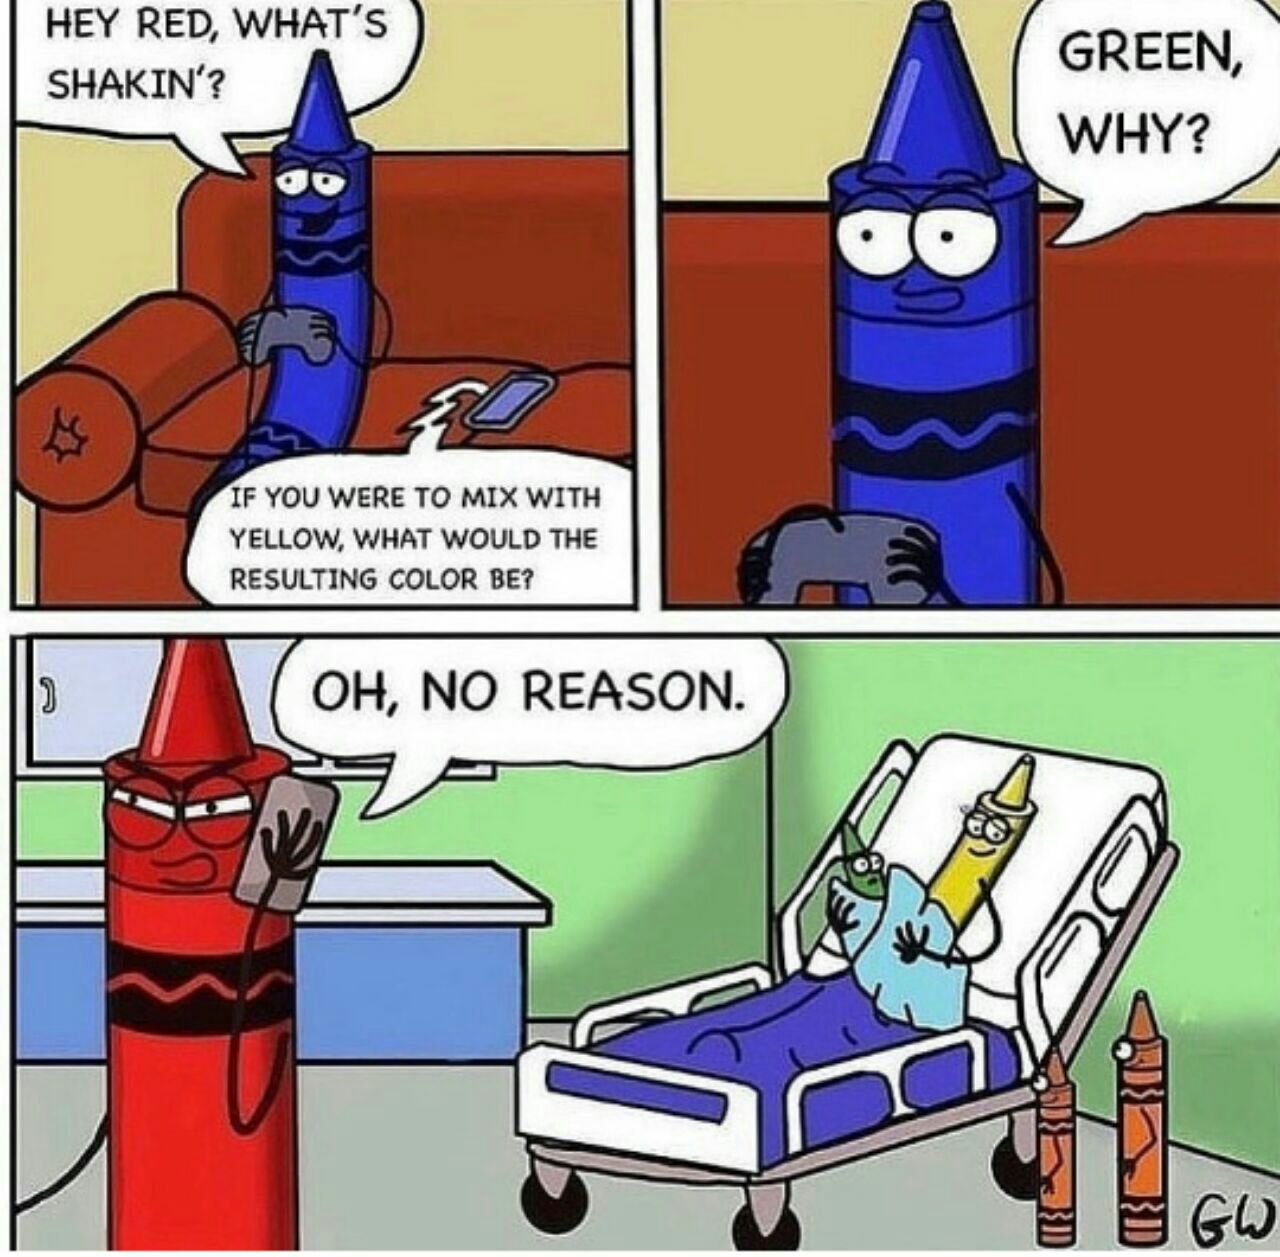 HEY RED, WHAT'S
SHAKIN'?
IF YOU WERE TO MIX WITH
YELLOW, WHAT WOULD THE
RESULTING COLOR BE?
GREEN,
WHY?
OH, NO REASON.
GW